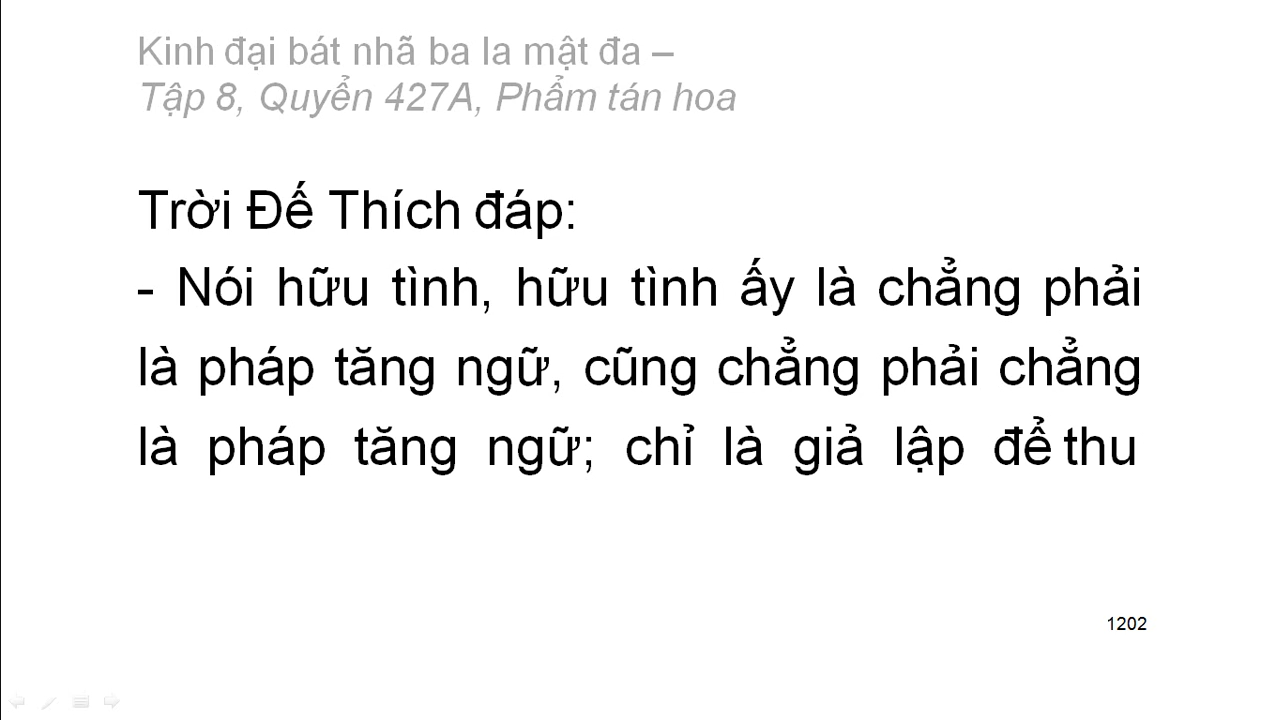 Kinh đại bát nhã ba la mật đa –
Tập 8, Quyển 427A, Phẩm tán hoa
Trời Đế Thích đáp:
- Nói hữu tình, hữu tình ấy là chẳng phải
là pháp tăng ngữ, cũng chẳng phải chẳng
là pháp tăng ngữ; chỉ là giả lập để thu
1202